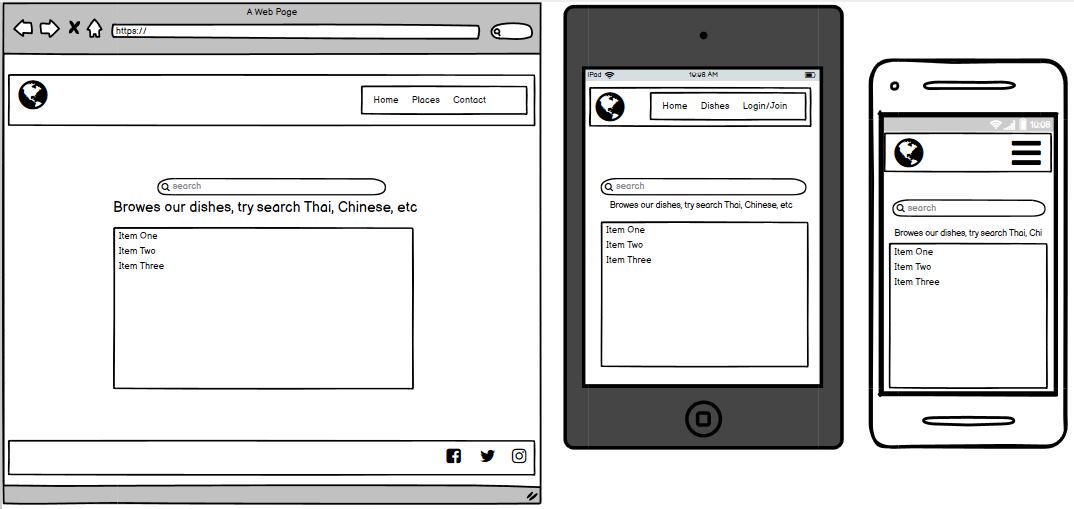 A Web Page
https://
Home Places Contact
search
Browes our dishes, try search Thai, Chinese, etc
Item One
Item Two
Item Three
iPad 10:08 AM
Home Dishes Login/Join
search
Browes our dishes, try search Thai, Chinese, etc
Item One
Item Two
Item Three
10:08
search
Browes our dishes, try search Thai, Chi
Item One
Item Two
Item Three